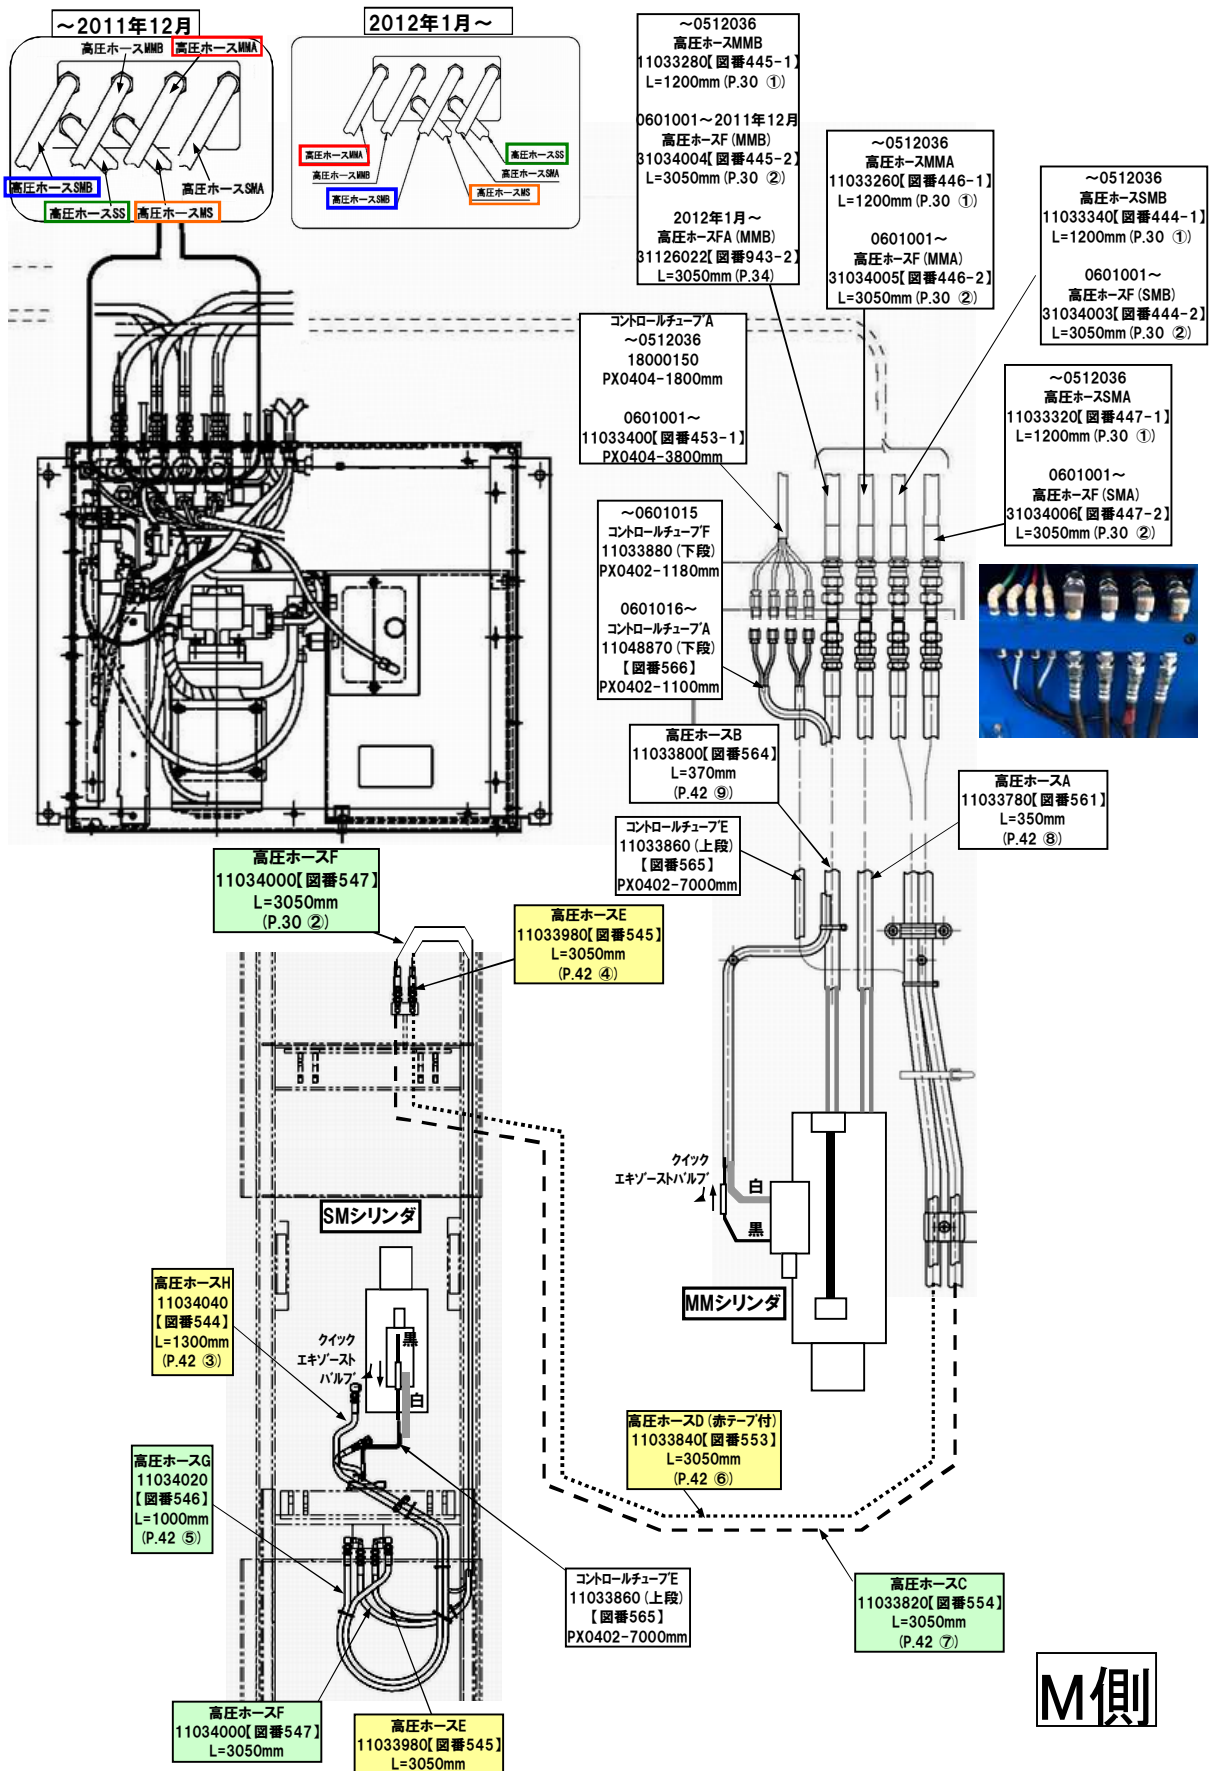 ～2011年12月
高圧ホースMMB
高圧ホースMMA
高圧ホースSMB
高圧ホースSMA
高圧ホースSS
高圧ホースMS
2012年1月～
高圧ホースMMA
高圧ホースMMB
高圧ホースSMB
高圧ホースSS
高圧ホースSMA
高圧ホースMS
～0512036
高圧ホースMMB
11033280【図番445-1】
L=1200mm (P.30 ①)
0601001～2011年12月
高圧ホースF (MMB)
31034004【図番445-2】
L=3050mm (P.30 ②)
2012年1月～
高圧ホースFA (MMB)
31126022【図番943-2】
L=3050mm (P.34)
～0512036
高圧ホースMMA
11033260【図番446-1】
L=1200mm (P.30 ①)
0601001～
高圧ホースF (MMA)
31034005【図番446-2】
L=3050mm (P.30 ②)
～0512036
高圧ホースSMB
11033340【図番444-1】
L=1200mm (P.30 ①)
0601001～
高圧ホースF (SMB)
31034003【図番444-2】
L=3050mm (P.30 ②)
～0512036
高圧ホースSMA
11033320【図番447-1】
L=1200mm (P.30 ①)
0601001～
高圧ホースF (SMA)
31034006【図番447-2】
L=3050mm (P.30 ②)
コントロールチューブA
～0512036
18000150
PX0404-1800mm
0601001～
11033400【図番453-1】
PX0404-3800mm
～0601015
コントロールチューブF
11033880 (下段)
PX0402-1180mm
0601016～
コントロールチューブA
11048870 (下段)
【図番566】
PX0402-1100mm
高圧ホースB
11033800【図番564】
L=370mm
(P.42 ⑨)
高圧ホースA
11033780【図番561】
L=350mm
(P.42 ⑧)
コントロールチューブE
11033860 (上段)
【図番565】
PX0402-7000mm
高圧ホースF
11034000【図番547】
L=3050mm
(P.30 ②)
高圧ホースE
11033980【図番545】
L=3050mm
(P.42 ④)
クイック
エキゾーストバルブ
白
黒
MMシリンダ
SMシリンダ
高圧ホースH
11034040
【図番544】
L=1300mm
(P.42 ③)
クイック
エキゾースト
バルブ
黒
白
高圧ホースG
11034020
【図番546】
L=1000mm
(P.42 ⑤)
高圧ホースD (赤テープ付)
11033840【図番553】
L=3050mm
(P.42 ⑥)
コントロールチューブE
11033860 (上段)
【図番565】
PX0402-7000mm
高圧ホースC
11033820【図番554】
L=3050mm
(P.42 ⑦)
高圧ホースF
11034000【図番547】
L=3050mm
高圧ホースE
11033980【図番545】
L=3050mm
M側